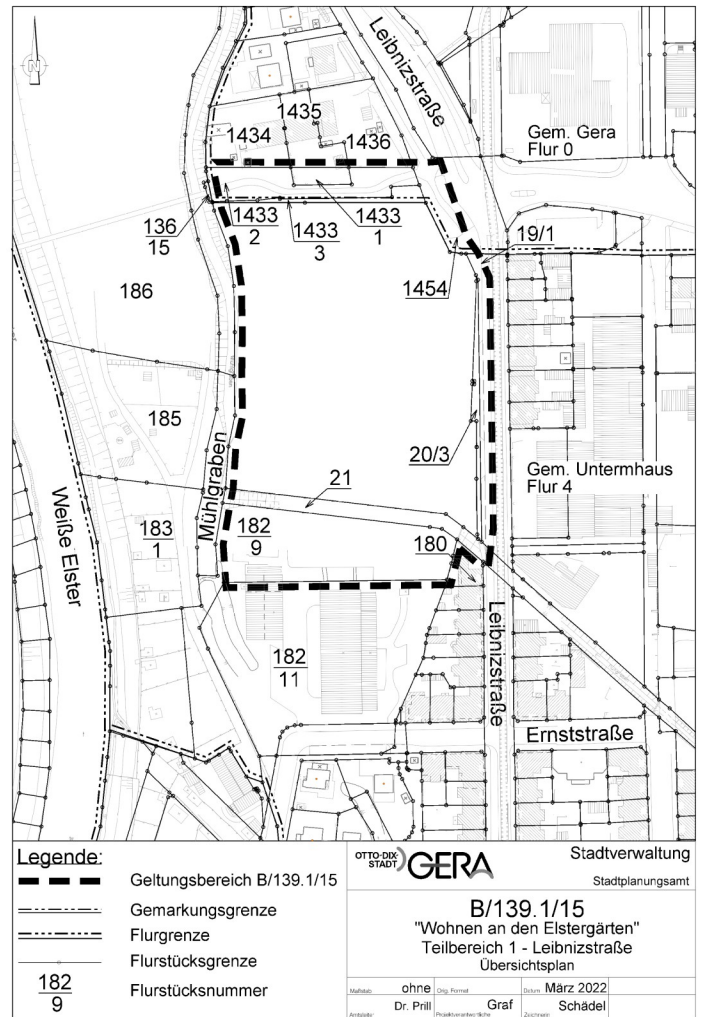 Leibnizstraße
1435
1434
1436
Gem. Gera
Flur 0
136
15
1433
2
1433
3
1433
1
19/1
1454
186
185
20/3
Gem. Untermhaus
Flur 4
Mühlgraben
21
Weiße Elster
183
1
182
9
180
182
11
Leibnizstraße
Ernststraße
N
Legende:
Geltungsbereich B/139.1/15
Gemarkungsgrenze
Flurgrenze
Flurstücksgrenze
182
9
Flurstücksnummer
OTTO-DIX-
STADT
GERA
Stadtverwaltung
Stadtplanungsamt
B/139.1/15
"Wohnen an den Elstergärten"
Teilbereich 1 - Leibnizstraße
Übersichtsplan
Maßstab: ohne Orig. Format: Datum: März 2022
Amtsleiter: Dr. Prill Projektverantwortliche Graf Zeichnerin: Schädel